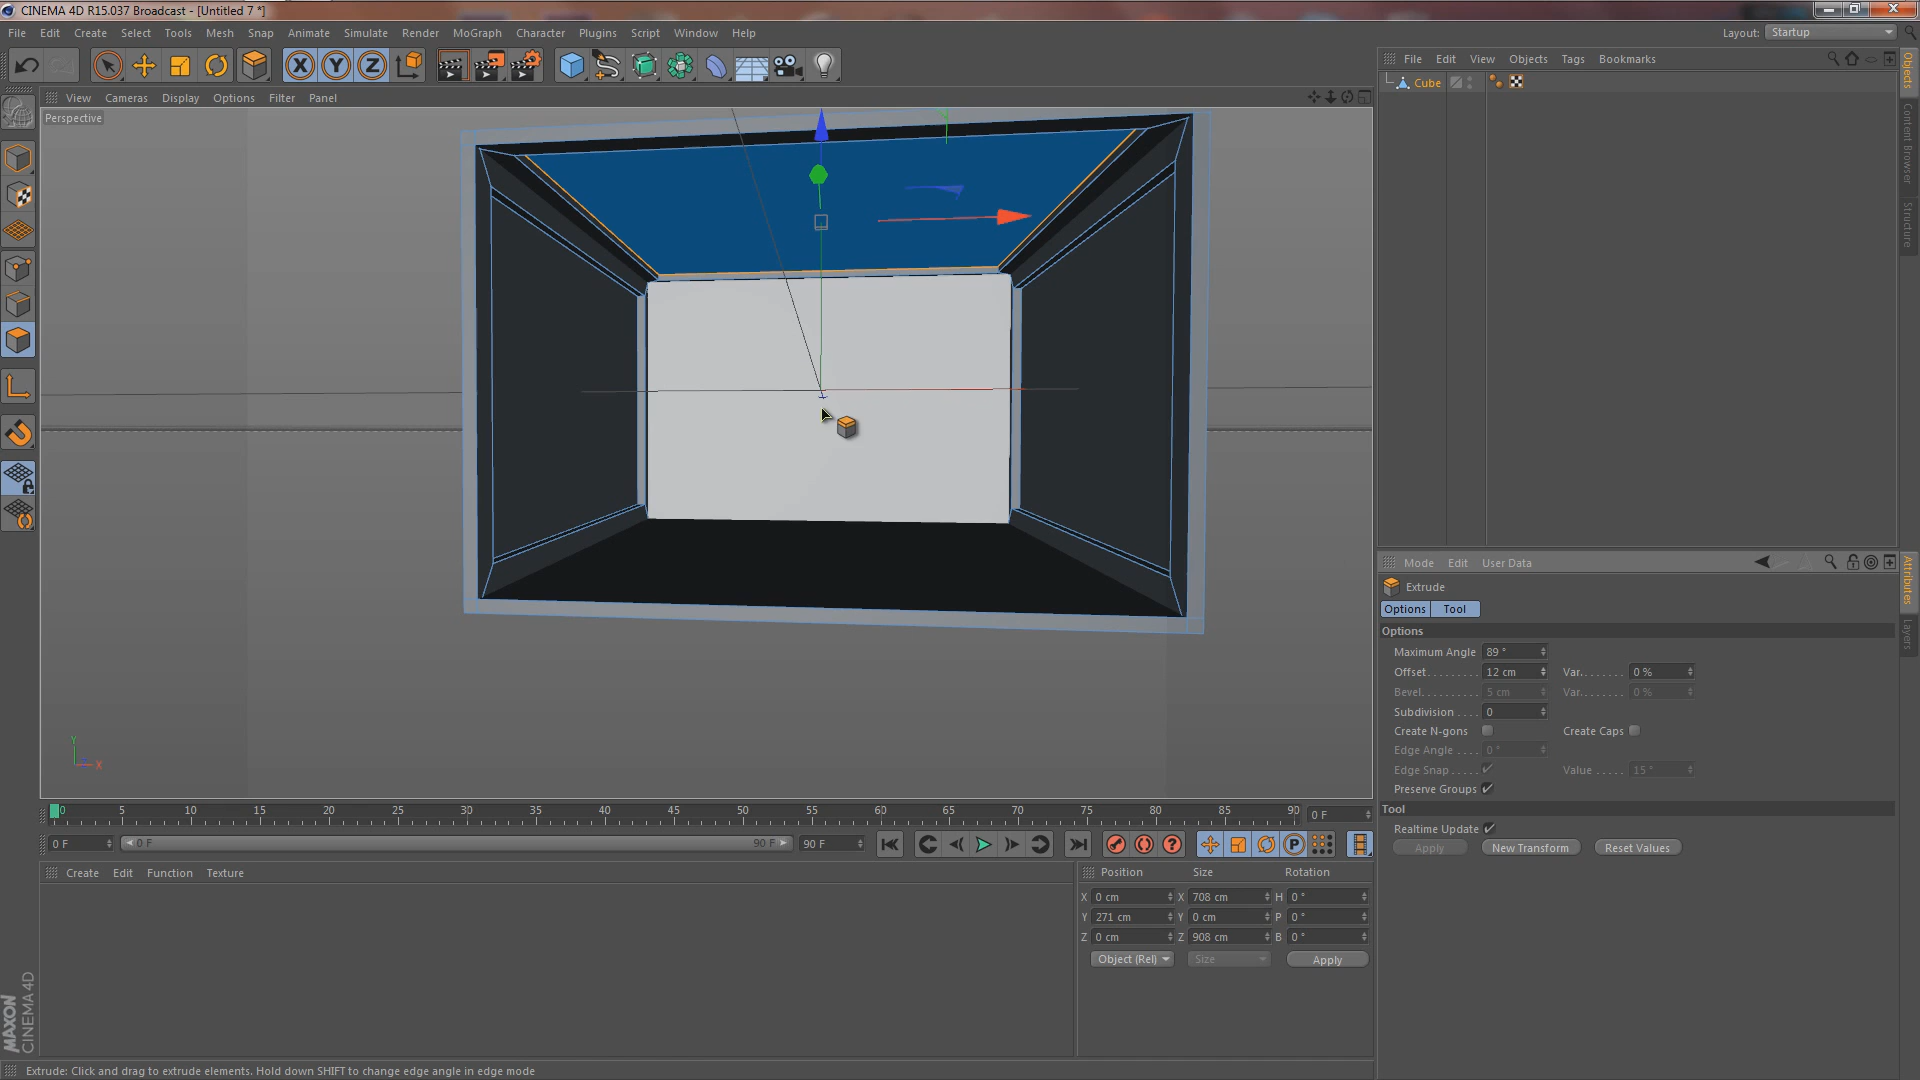 CINEMA 4D R15.037 Broadcast - [Untitled 7 *]
File Edit Create Select Tools Mesh Snap Animate Simulate Render MoGraph Character Plugins Script Window Help
Layout: Startup
View Cameras Display Options Filter Panel
Perspective
File Edit View Objects Tags Bookmarks
Cube
Objects
Content Browser
Structure
Mode Edit User Data
Extrude
Options Tool
Options
Maximum Angle 89 °
Offset 12 cm Var. 0 %
Bevel 5 cm Var. 0 %
Subdivision 0
Create N-gons Create Caps
Edge Angle 0 °
Edge Snap Value 15 °
Preserve Groups
Tool
Realtime Update
Apply New Transform Reset Values
Attributes
Layers
Y
X
0 5 10 15 20 25 30 35 40 45 50 55 60 65 70 75 80 85 90 0 F
0 F 0 F 90 F 90 F
Create Edit Function Texture
Position Size Rotation
X 0 cm X 708 cm H 0 °
Y 271 cm Y 0 cm P 0 °
Z 0 cm Z 908 cm B 0 °
Object (Rel) Size Apply
MAXON
CINEMA 4D
Extrude: Click and drag to extrude elements. Hold down SHIFT to change edge angle in edge mode